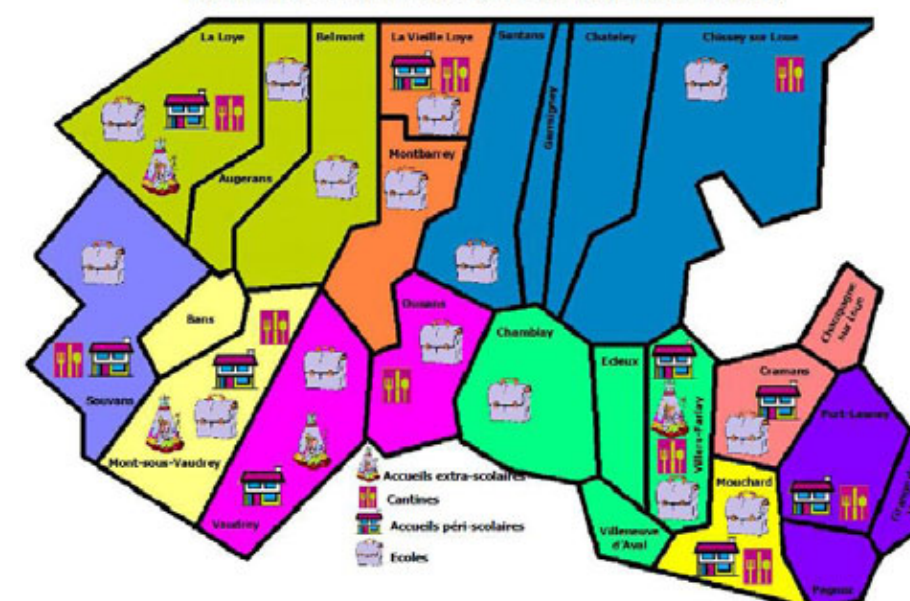 La Loye
Belmont
La Vieille Loye
Santans
Chateley
Chissey sur Loue
Germigney
Montbarrey
Augerans
Ounans
Bans
Chamblay
Ecleux
Champagne
sur Loue
Cramans
Souvans
Villers-Farlay
Port-Lesney
Mont-sous-Vaudrey
Mouchard
Vaudrey
Villeneuve
d'Aval
Pagnoz
Accueils extra-scolaires
Cantines
Accueils péri-scolaires
Ecoles